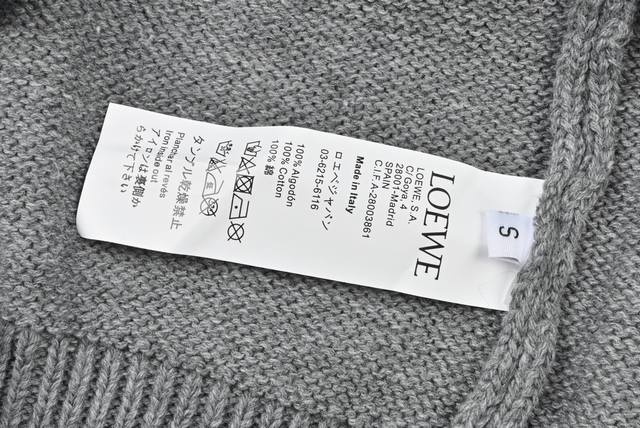 S
LOEWE
LOEWE, S.A.
C/Goya, 4
28001-Madrid
SPAIN
C.I.F.A-28003861
Made in Italy
ロエベジャパン
03-6215-6116
100% Algodón
100% Cotton
100% 綿
タンブル乾燥禁止
Planchar al revés
Iron inside out
アイロンは裏側か
らかけて下さい